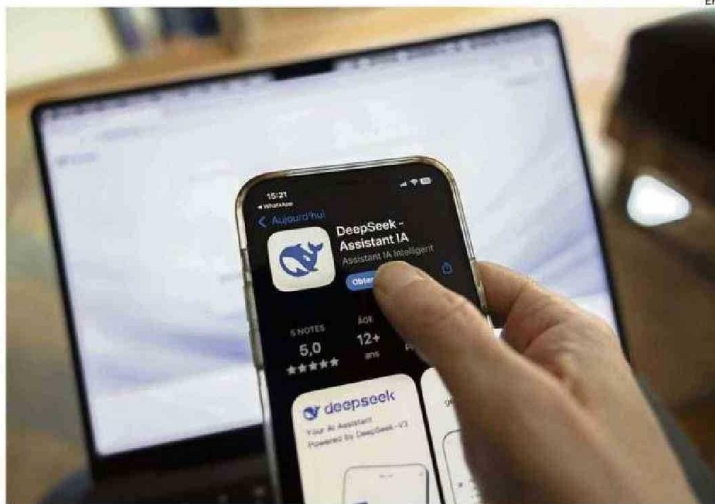 15:21
WhatsApp
Aujourd'hui
DeepSeek -
Assistant IA
Assistant IA Intelligent
5 NOTES
5,0
ÂGE
12+
ans
deepseek
Your AI Assistant
Powered by DeepSeek-V3